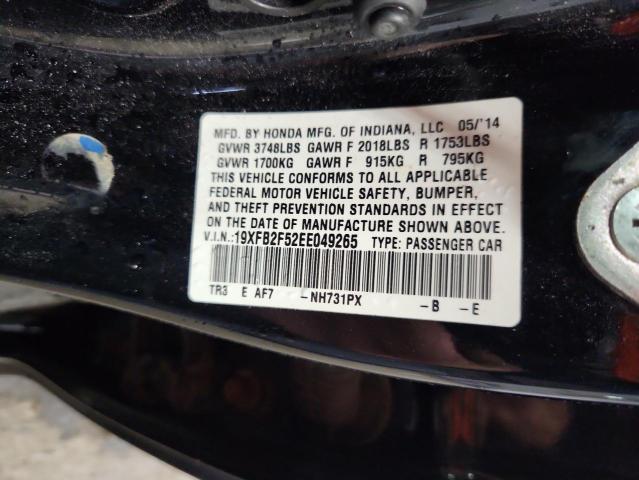 MFD. BY HONDA MFG. OF INDIANA, LLC 05/'14
GVWR 3748LBS GAWR F 2018LBS R 1753LBS
GVWR 1700KG GAWR F 915KG R 795KG
THIS VEHICLE CONFORMS TO ALL APPLICABLE
FEDERAL MOTOR VEHICLE SAFETY, BUMPER,
AND THEFT PREVENTION STANDARDS IN EFFECT
ON THE DATE OF MANUFACTURE SHOWN ABOVE.
V.I.N.:19XFB2F52EE049265 TYPE: PASSENGER CAR
TR3 E AF7 -NH731PX -B -E